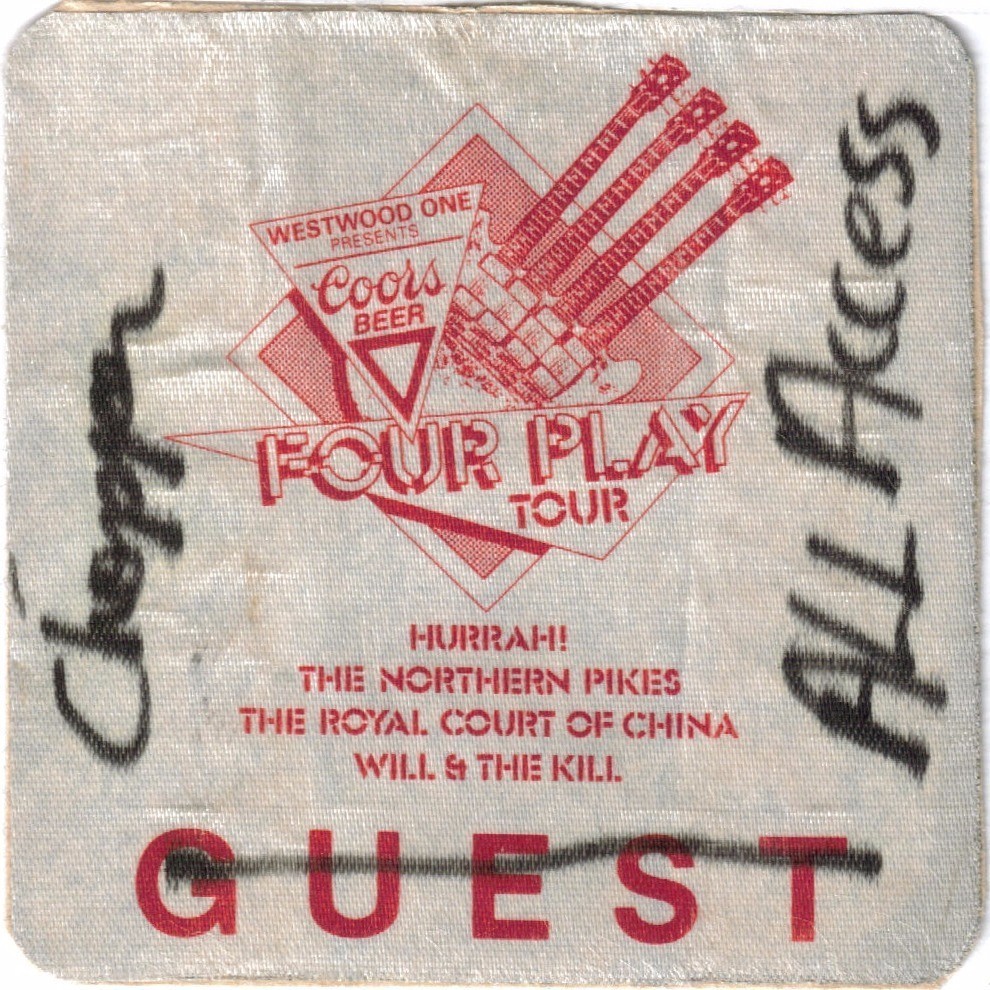 WESTWOOD ONE
PRESENTS
Coors
BEER
FOUR PLAY
TOUR
HURRAH!
THE NORTHERN PIKES
THE ROYAL COURT OF CHINA
WILL & THE KILL
GUEST
Chopper
ALL Access